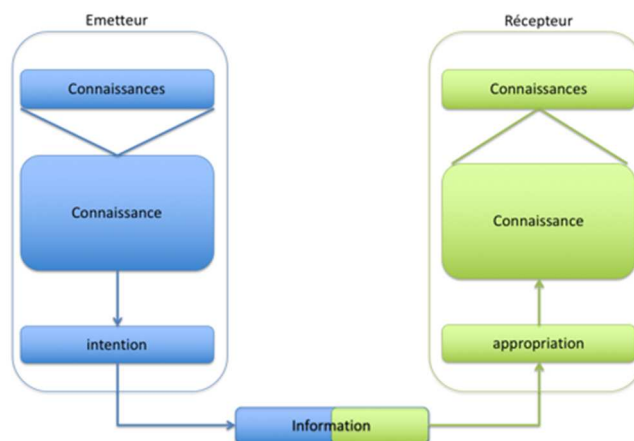 Emetteur
Connaissances
Connaissance
intention
Information
Récepteur
Connaissances
Connaissance
appropriation